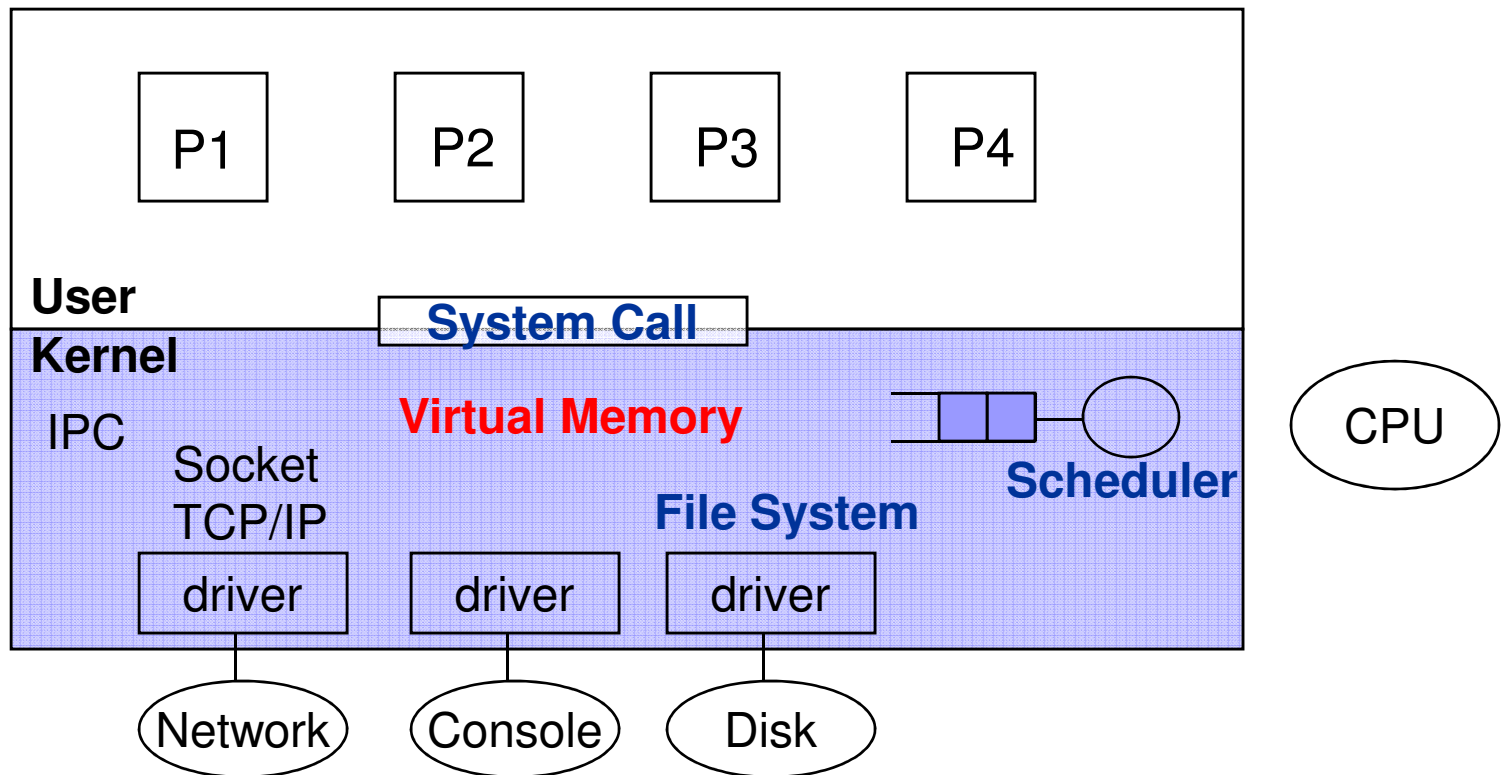 P1 P2 P3 P4
User
System Call
Kernel
Virtual Memory
IPC
CPU
Socket
Scheduler
TCP/IP
File System
driver driver driver
Network Console Disk